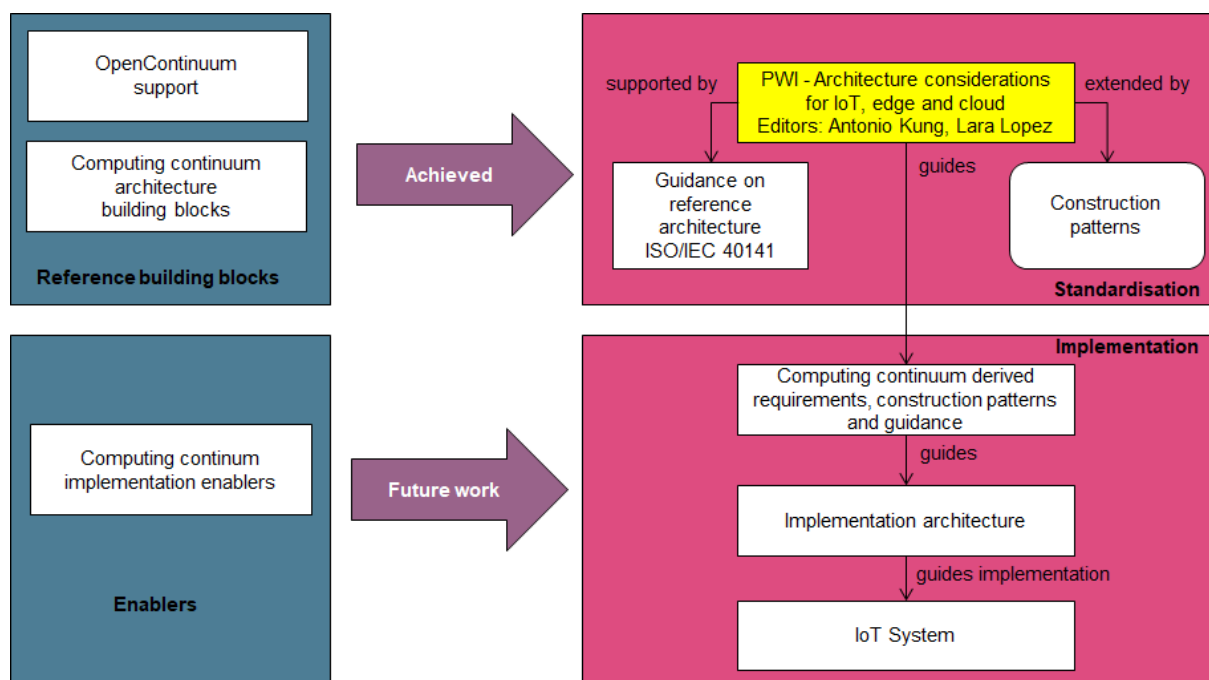 OpenContinuum
support
Computing continuum
architecture
building blocks
Reference building blocks
Achieved
supported by
PWI - Architecture considerations
for IoT, edge and cloud
Editors: Antonio Kung, Lara Lopez
extended by
guides
Guidance on
reference
architecture
ISO/IEC 40141
Construction
patterns
Standardisation
Computing continum
implementation enablers
Enablers
Future work
Implementation
Computing continuum derived
requirements, construction patterns
and guidance
guides
Implementation architecture
guides implementation
IoT System